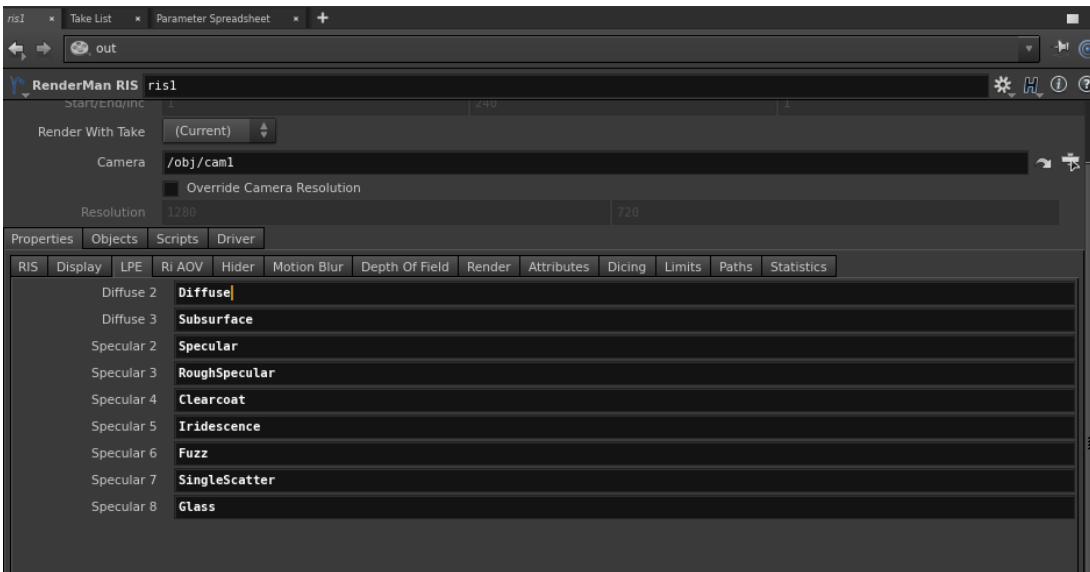 ris1 × Take List × Parameter Spreadsheet × +
out
RenderMan RIS ris1
Start/End/Inc 1 240 1
Render With Take (Current)
Camera /obj/cam1
Override Camera Resolution
Resolution 1280 720
Properties Objects Scripts Driver
RIS Display LPE Ri AOV Hider Motion Blur Depth Of Field Render Attributes Dicing Limits Paths Statistics
Diffuse 2 Diffuse
Diffuse 3 Subsurface
Specular 2 Specular
Specular 3 RoughSpecular
Specular 4 Clearcoat
Specular 5 Iridescence
Specular 6 Fuzz
Specular 7 SingleScatter
Specular 8 Glass